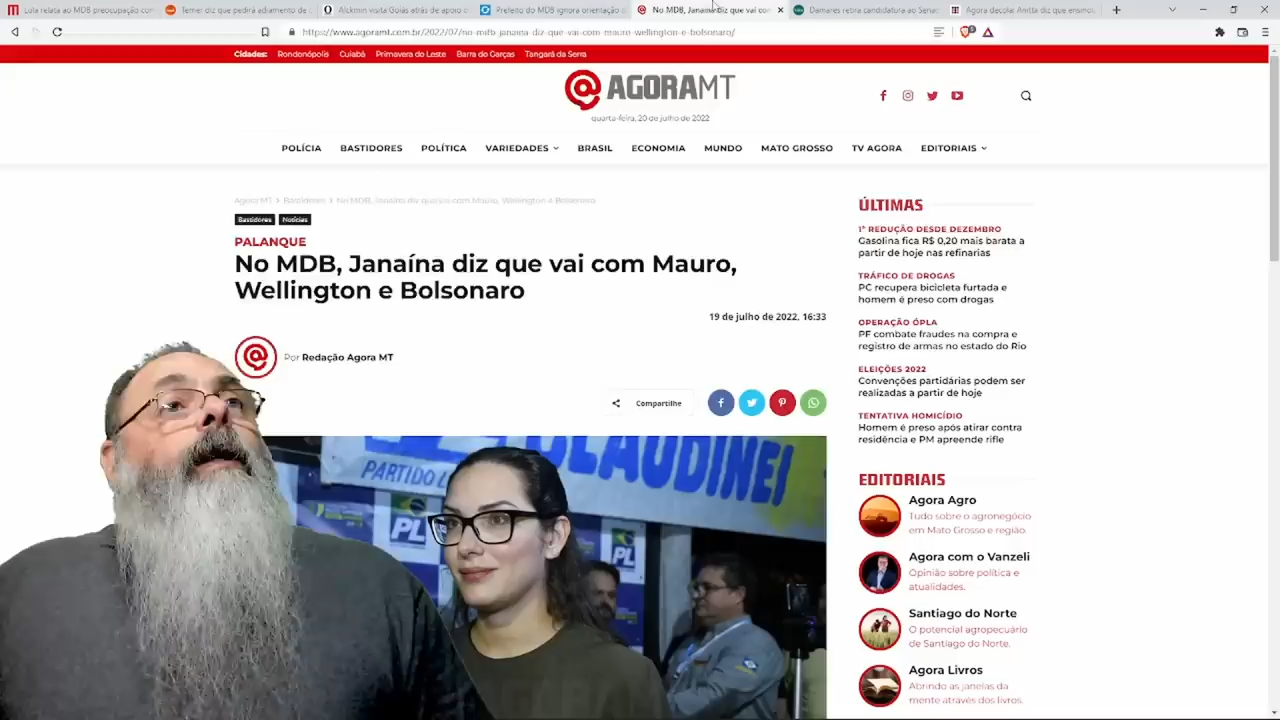 Lula relata ao MDB preocupação com
Temer diz que pedirá adiamento de
Alckmin visita Goiás atrás de apoio d
Prefeito do MDB ignora orientação d
No MDB, Janaína diz que vai com
Damares retira candidatura ao Senad
Agora decola! Anitta diz que ensinou
https://www.agoramt.com.br/2022/07/no-mdb-janaina-diz-que-vai-com-mauro-wellington-e-bolsonaro/
Cidades: Rondonópolis Cuiabá Primavera do Leste Barra do Garças Tangará da Serra
AGORAMT
quarta-feira, 20 de julho de 2022
POLÍCIA BASTIDORES POLÍTICA VARIEDADES BRASIL ECONOMIA MUNDO MATO GROSSO TV AGORA EDITORIAIS
Agora MT > Bastidores > No MDB, Janaína diz que vai com Mauro, Wellington e Bolsonaro
Bastidores Notícias
PALANQUE
No MDB, Janaína diz que vai com Mauro,
Wellington e Bolsonaro
19 de julho de 2022, 16:33
Por Redação Agora MT
Compartilhe
CLAUDINEI
PARTIDO
PL
PL
ÚLTIMAS
1ª REDUÇÃO DESDE DEZEMBRO
Gasolina fica R$ 0,20 mais barata a
partir de hoje nas refinarias
TRÁFICO DE DROGAS
PC recupera bicicleta furtada e
homem é preso com drogas
OPERAÇÃO ÓPLA
PF combate fraudes na compra e
registro de armas no estado do Rio
ELEIÇÕES 2022
Convenções partidárias podem ser
realizadas a partir de hoje
TENTATIVA HOMICÍDIO
Homem é preso após atirar contra
residência e PM apreende rifle
EDITORIAIS
Agora Agro
Tudo sobre o agronegócio
em Mato Grosso e região.
Agora com o Vanzeli
Opinião sobre política e
atualidades.
Santiago do Norte
O potencial agropecuário
de Santiago do Norte.
Agora Livros
Abrindo as janelas da
mente através dos livros.